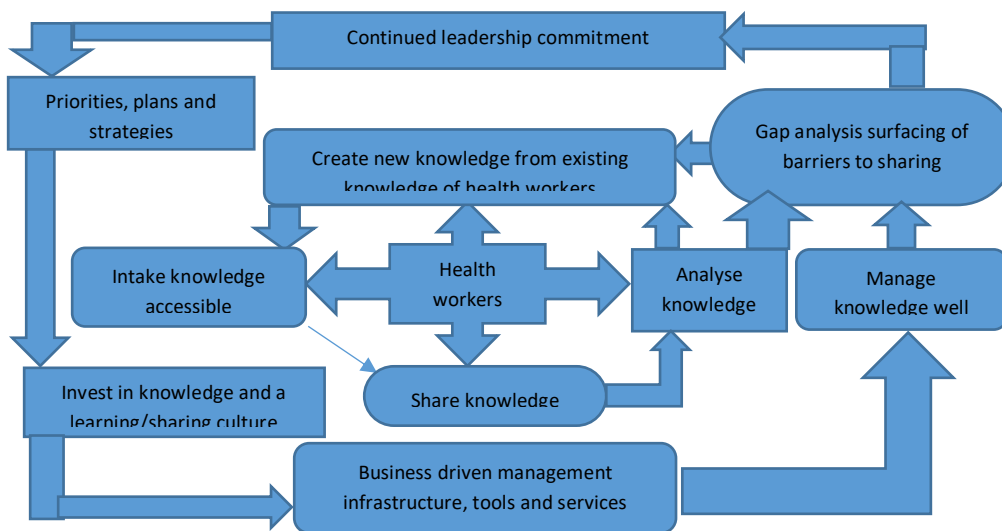 Continued leadership commitment
Priorities, plans and
strategies
Gap analysis surfacing of
barriers to sharing
Create new knowledge from existing
knowledge of health workers
Intake knowledge
accessible
Health
workers
Analyse
knowledge
Manage
knowledge well
Invest in knowledge and a
learning/sharing culture
Share knowledge
Business driven management
infrastructure, tools and services